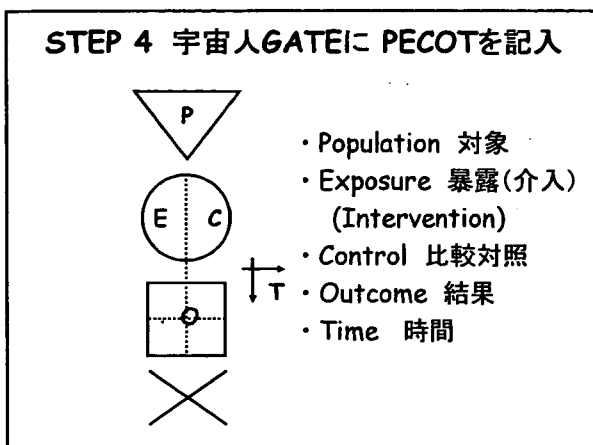 STEP 4 宇宙人GATEに PECOTを記入
P
E C
O
T
・Population 対象
・Exposure 暴露(介入)
(Intervention)
・Control 比較対照
・Outcome 結果
・Time 時間